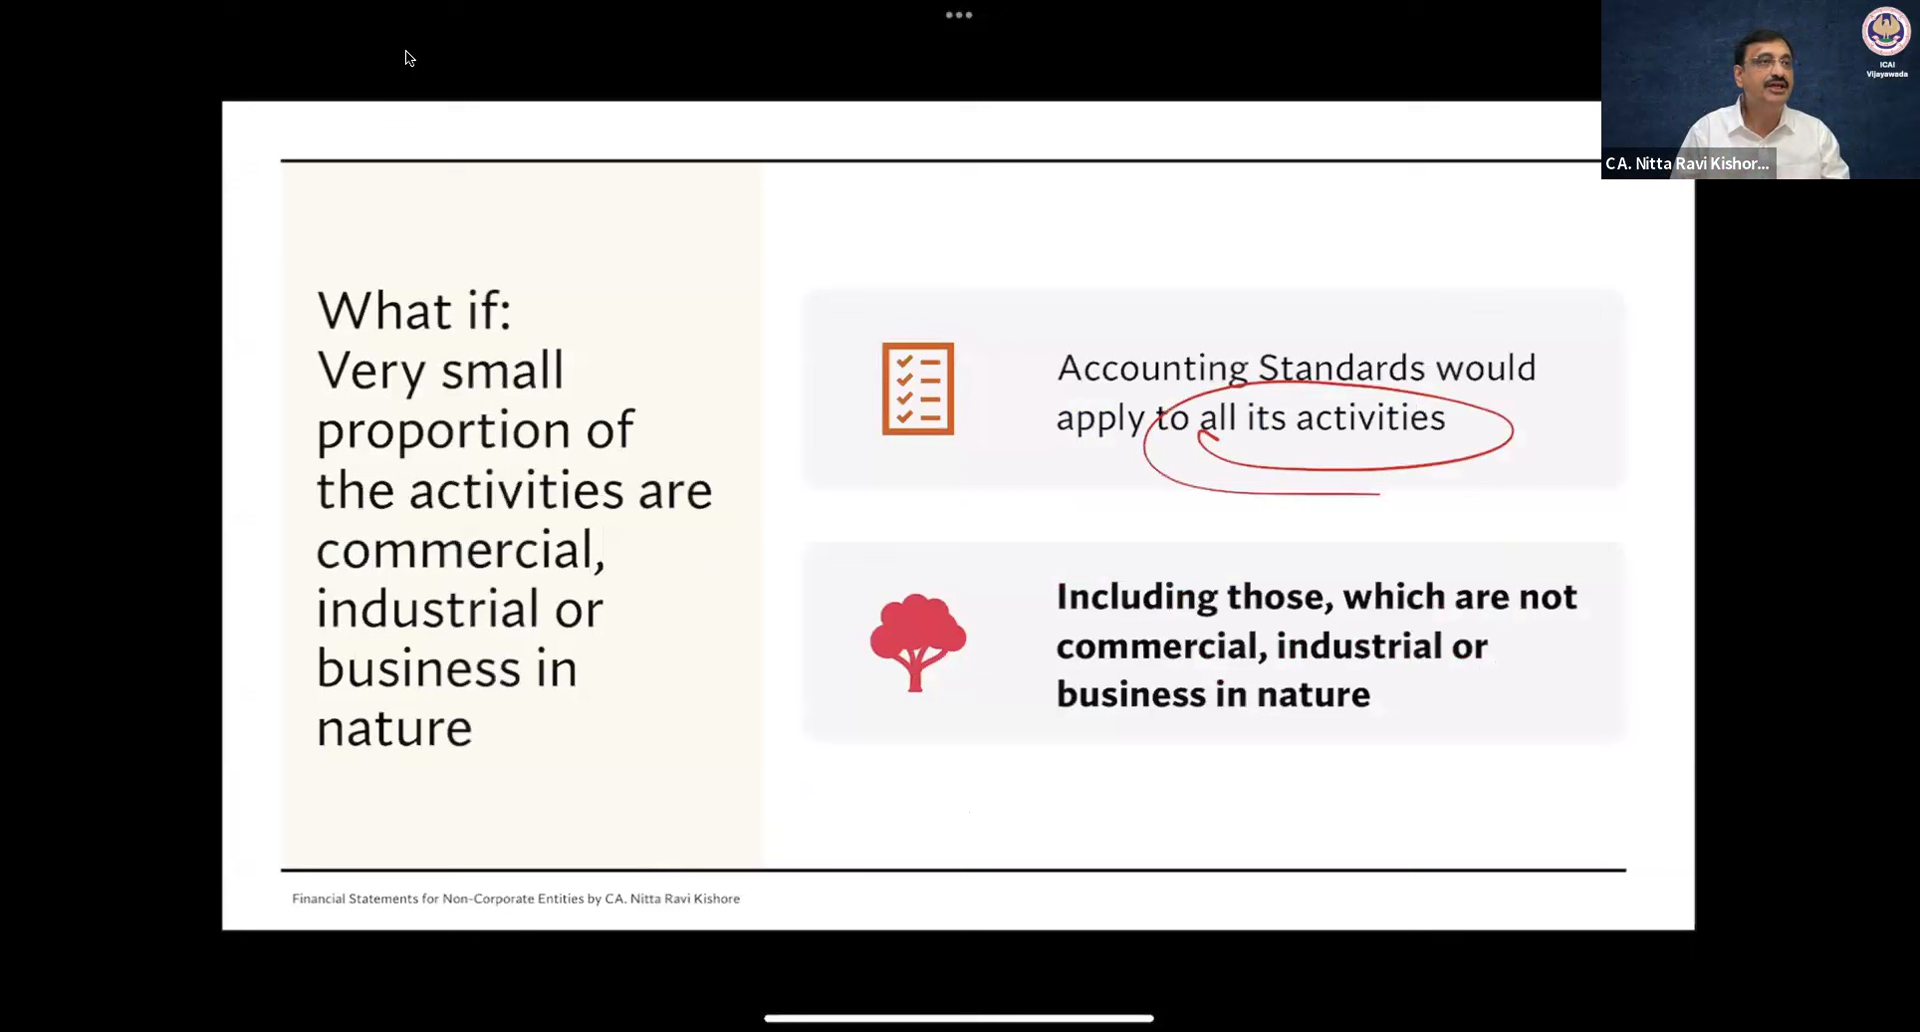 ICAI
Vijayawada
CA. Nitta Ravi Kishor...
What if:
Very small
proportion of
the activities are
commercial,
industrial or
business in
nature
Accounting Standards would
apply to all its activities
Including those, which are not
commercial, industrial or
business in nature
Financial Statements for Non-Corporate Entities by CA. Nitta Ravi Kishore